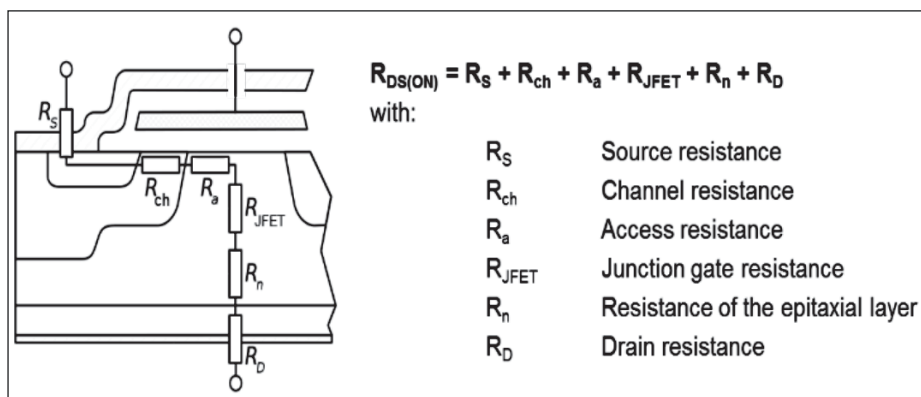 R_DS(ON) = R_S + R_ch + R_a + R_JFET + R_n + R_D
with:
R_S Source resistance
R_ch Channel resistance
R_a Access resistance
R_JFET Junction gate resistance
R_n Resistance of the epitaxial layer
R_D Drain resistance
R_S
R_ch
R_a
R_JFET
R_n
R_D